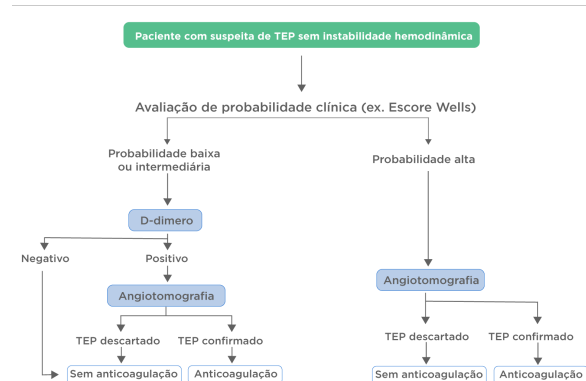 Paciente com suspeita de TEP sem instabilidade hemodinâmica
Avaliação de probabilidade clínica (ex. Escore Wells)
Probabilidade baixa
ou intermediária
Probabilidade alta
D-dimero
Negativo
Positivo
Angiotomografia
Angiotomografia
TEP descartado
TEP confirmado
TEP descartado
TEP confirmado
Sem anticoagulação
Anticoagulação
Sem anticoagulação
Anticoagulação